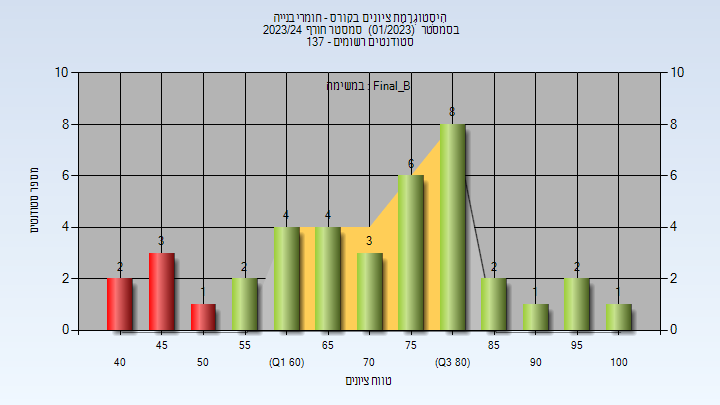 היסטוגרמת ציונים בקורס - חומרי בנייה
בסמסטר (01/2023) סמסטר חורף 2023/24
סטודנטים רשומים - 137
במשימה : Final_B
מספר סטודנטים
10 10
8 8
6 6
4 4
2 2
0 0
2 3 1 2 4 4 3 6 8 2 1 2 1
45 55 65 75 85 95
40 50 (Q1 60) 70 (Q3 80) 90 100
טווח ציונים